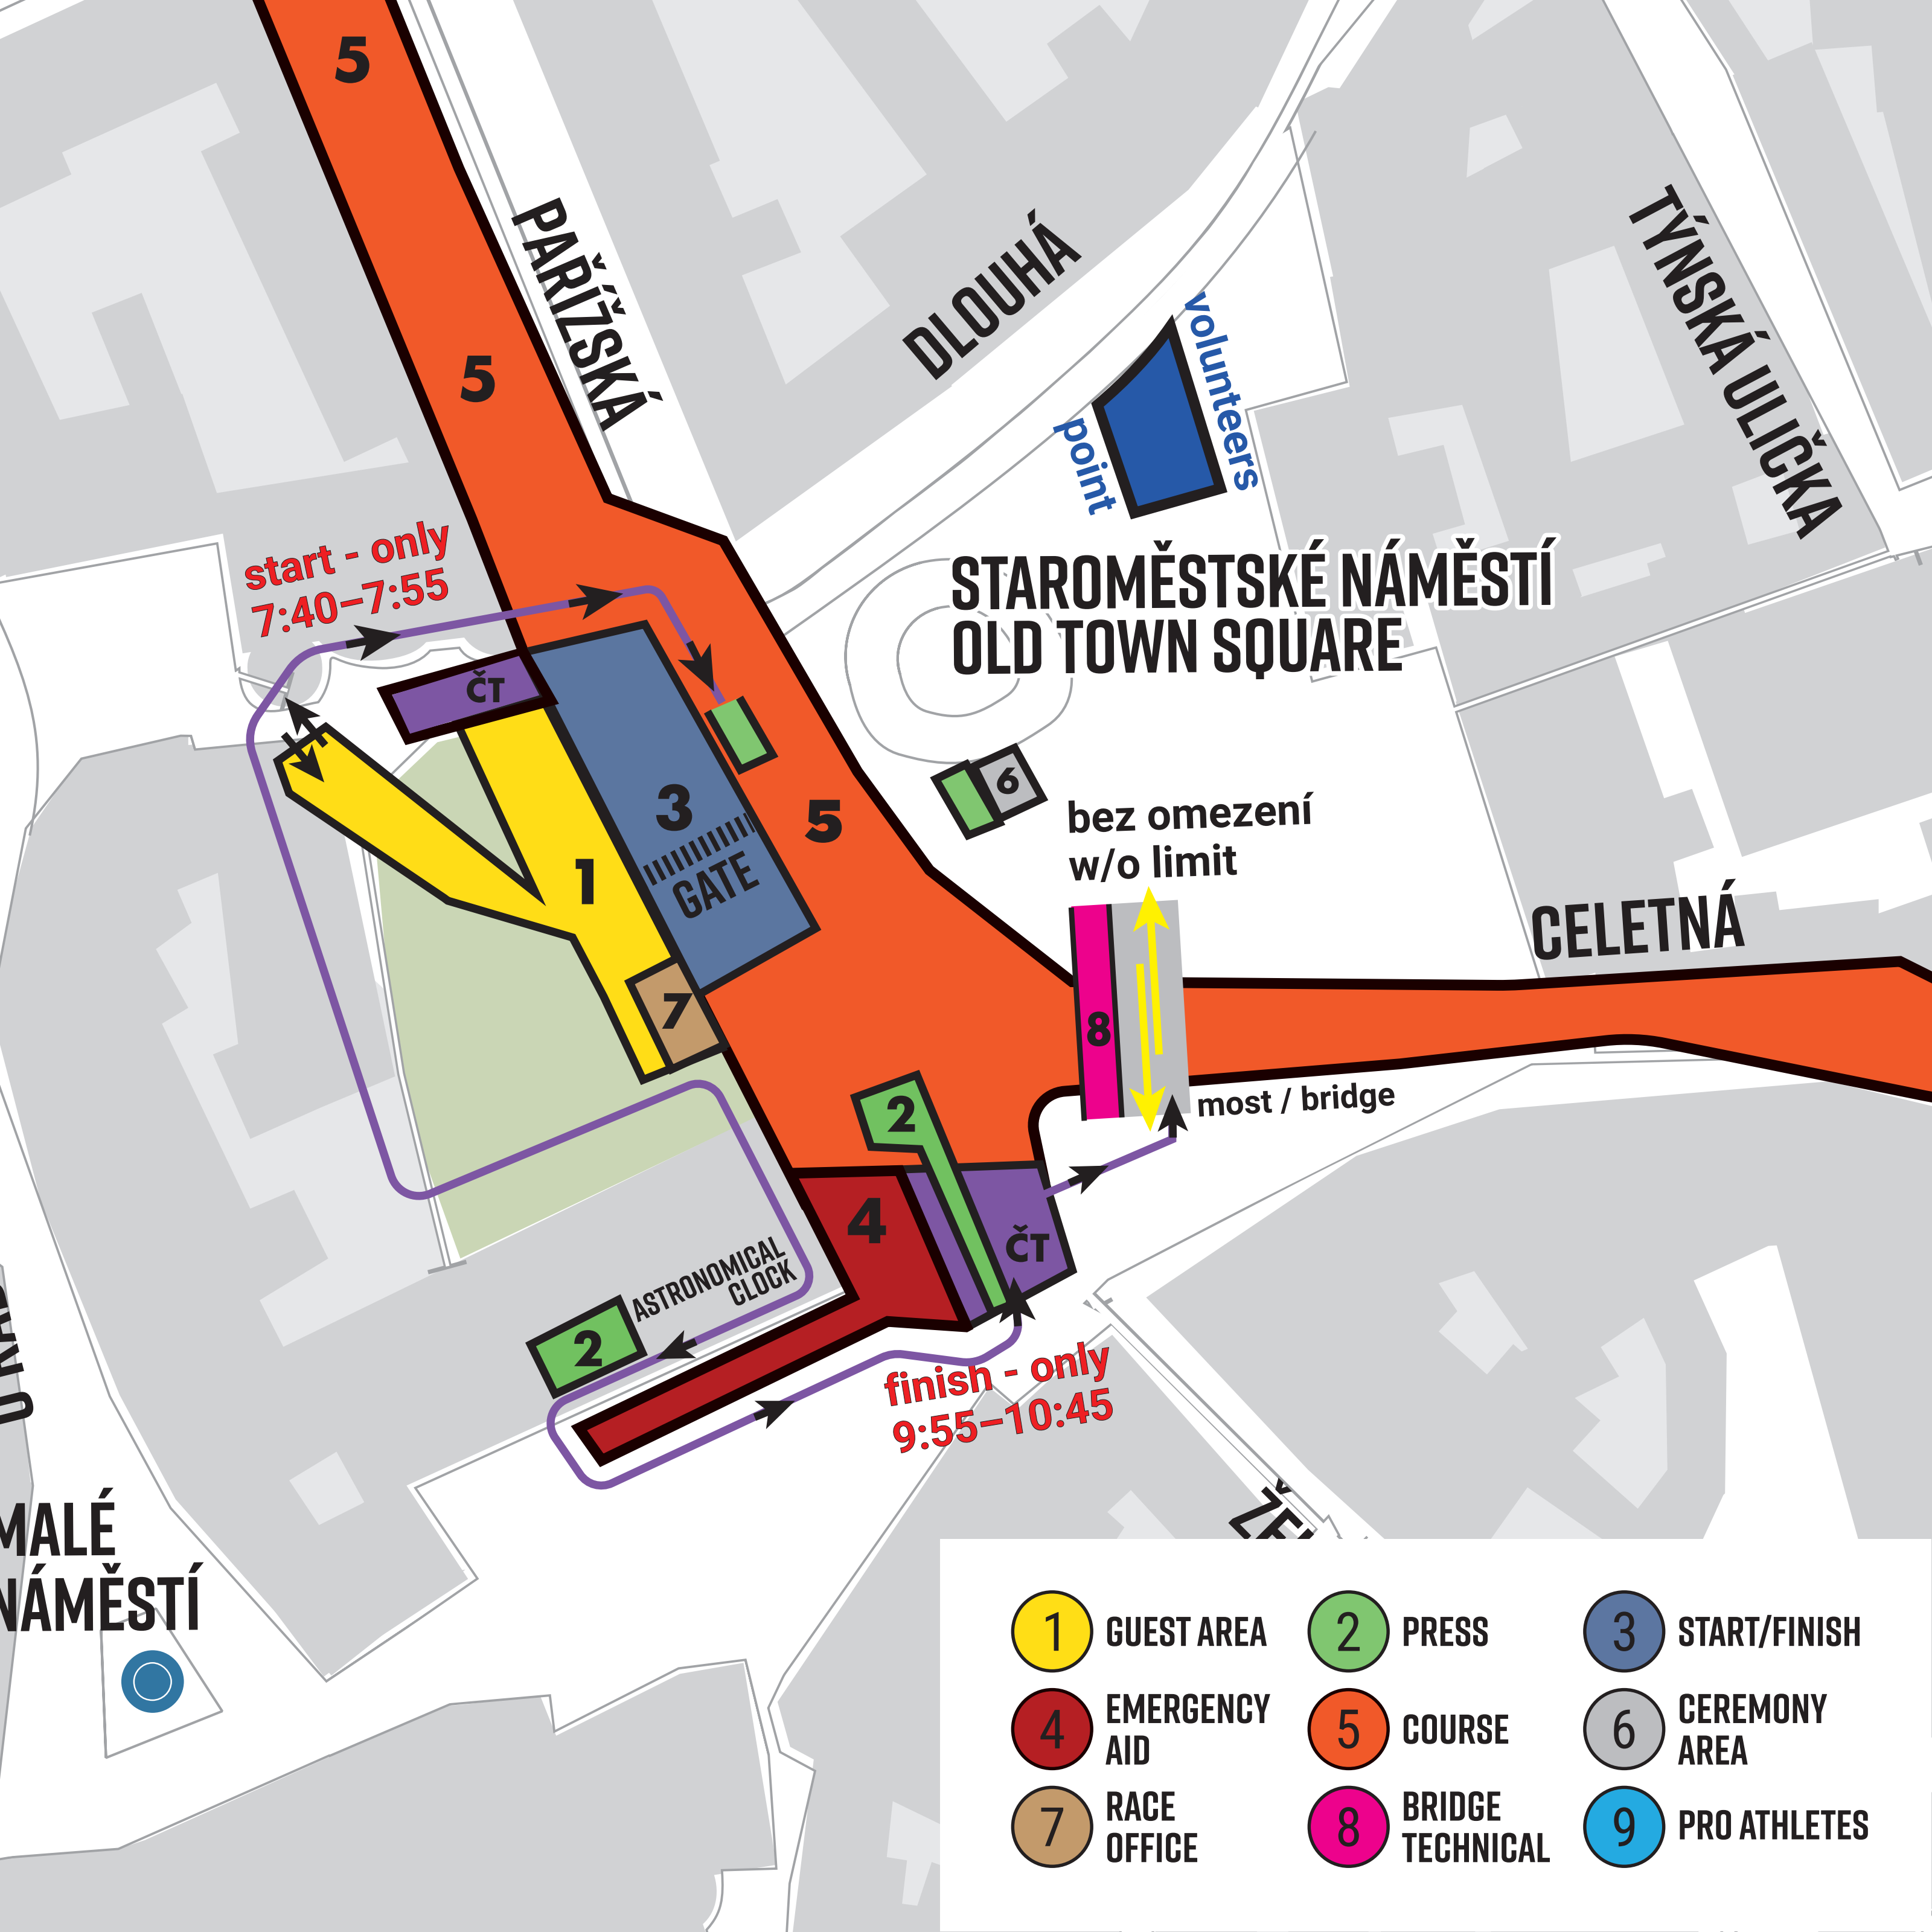 5
PAŘÍŽSKÁ
DLOUHÁ
TÝNSKÁ ULIČKA
5
volunteers
point
start - only
7:40–7:55
STAROMĚSTSKÉ NÁMĚSTÍ
OLD TOWN SQUARE
ČT
3
GATE
5
6
1
bez omezení
w/o limit
CELETNÁ
7
8
2
most / bridge
4
ČT
ASTRONOMICAL
CLOCK
2
finish - only
9:55–10:45
MALÉ
NÁMĚSTÍ
1 GUEST AREA
2 PRESS
3 START/FINISH
4 EMERGENCY
AID
5 COURSE
6 CEREMONY
AREA
7 RACE
OFFICE
8 BRIDGE
TECHNICAL
9 PRO ATHLETES